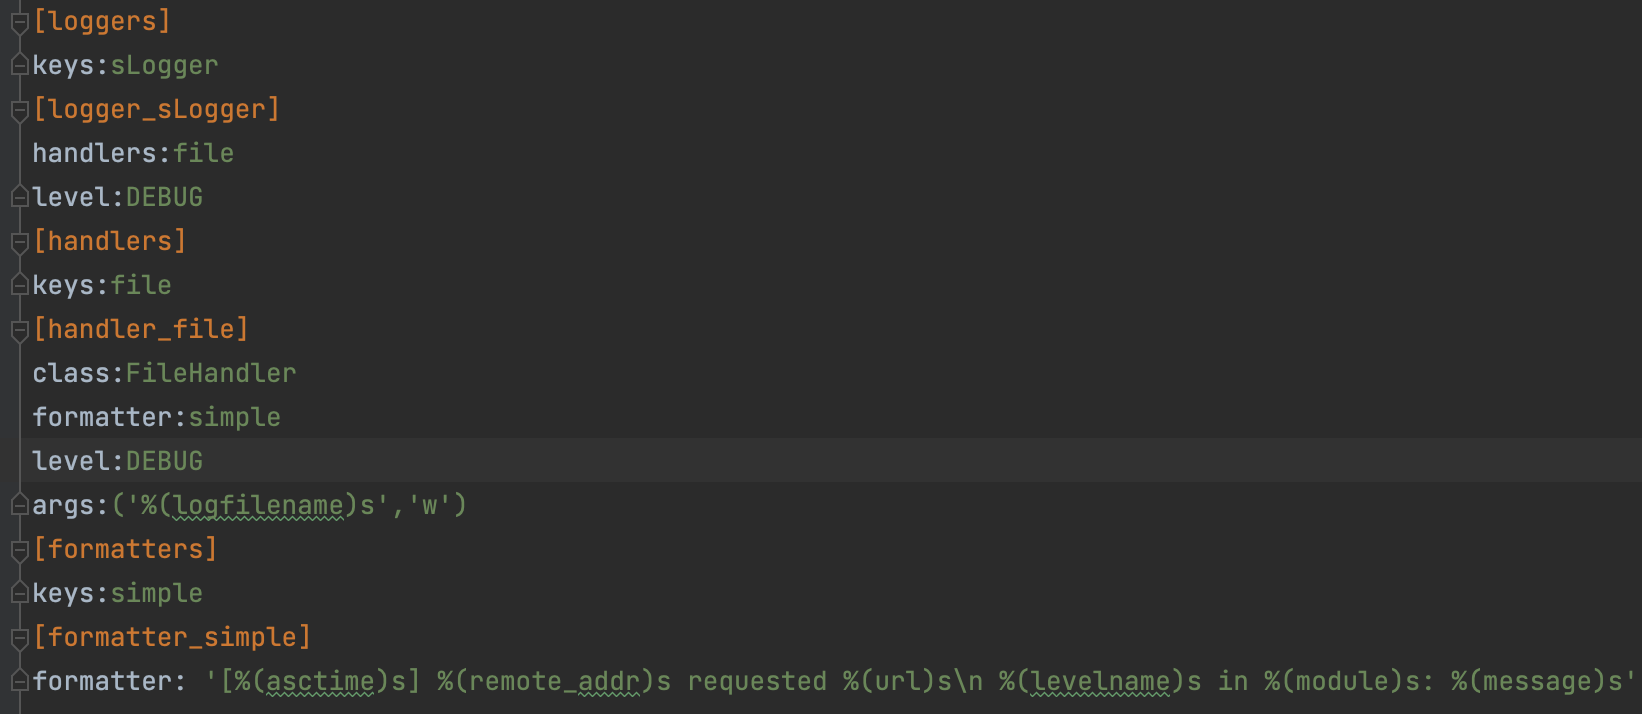 [loggers]
keys:sLogger
[logger_sLogger]
handlers:file
level:DEBUG
[handlers]
keys:file
[handler_file]
class:FileHandler
formatter:simple
level:DEBUG
args:('%(logfilename)s','w')
[formatters]
keys:simple
[formatter_simple]
formatter: '[%(asctime)s] %(remote_addr)s requested %(url)s\n %(levelname)s in %(module)s: %(message)s'